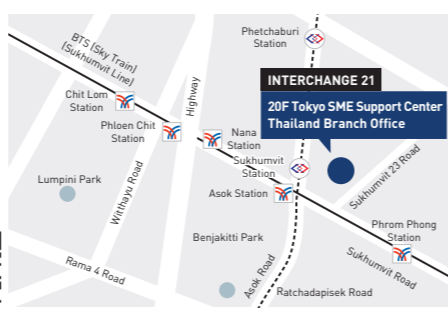 Phetchaburi
Station
BTS (Sky Train)
(Sukhumvit Line)
Highway
INTERCHANGE 21
20F Tokyo SME Support Center
Thailand Branch Office
Chit Lom
Station
Phloen Chit
Station
Nana
Station
Sukhumvit
Station
Lumpini Park
Witthayu Road
Asok Station
Sukhumvit 23 Road
Phrom Phong
Station
Benjakitti Park
Sukhumvit Road
Rama 4 Road
Asok Road
Ratchadapisek Road